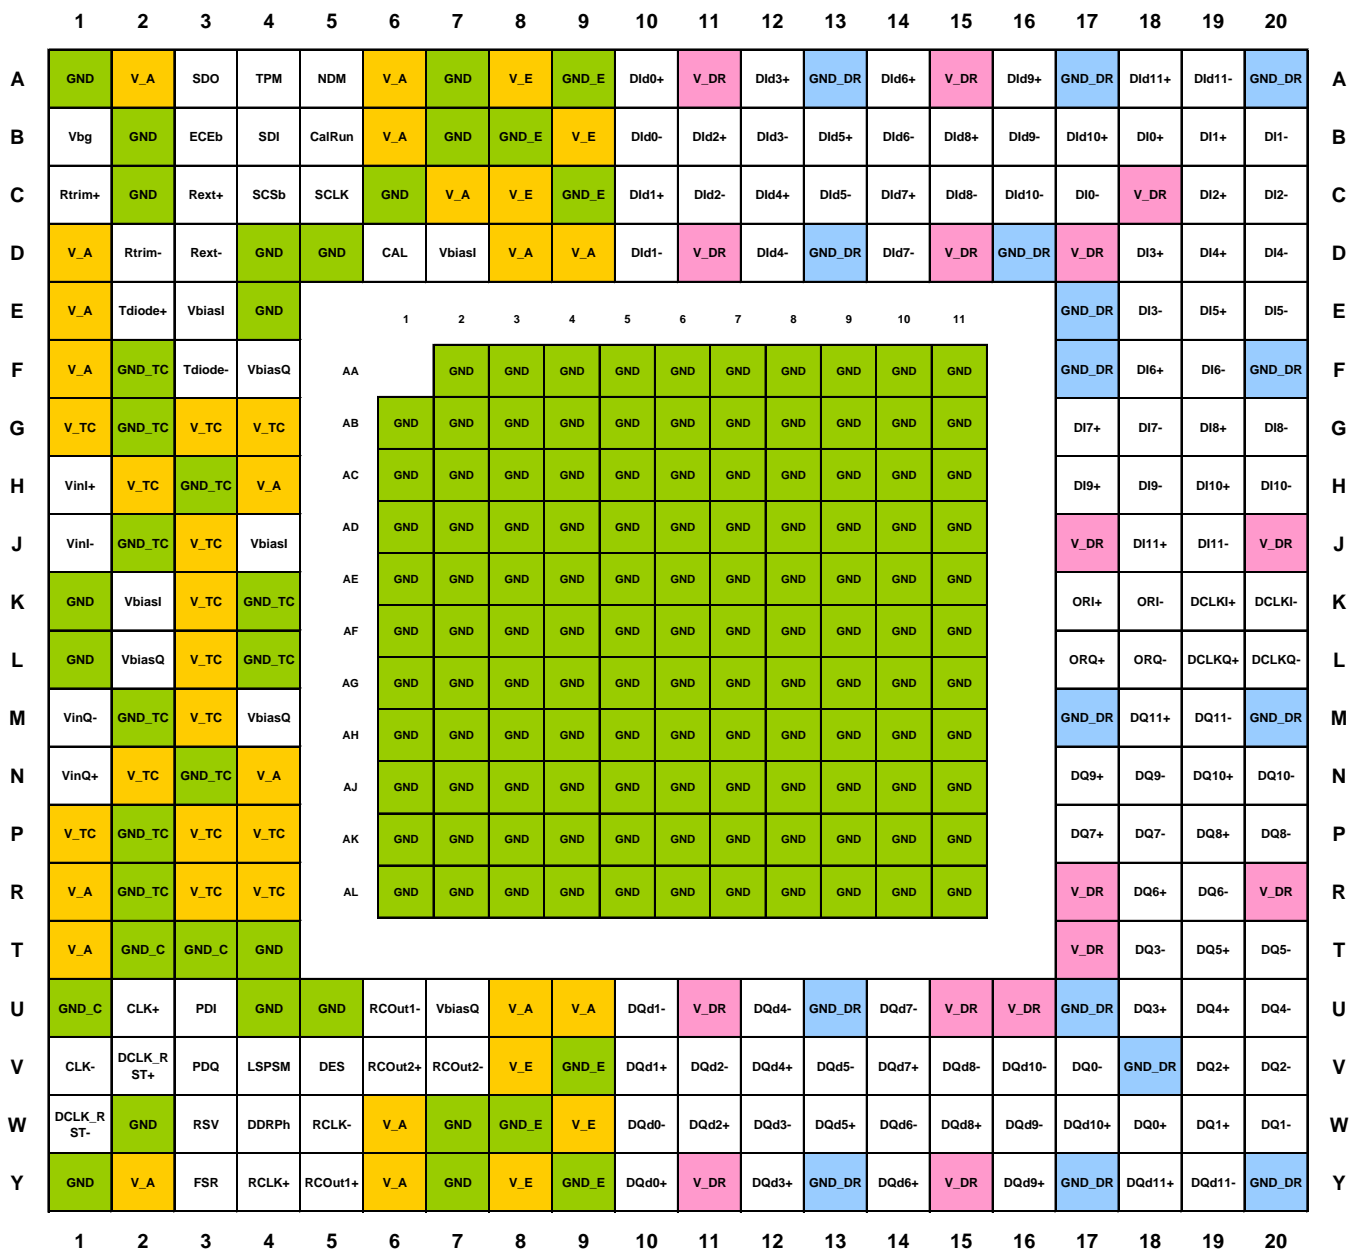 1 2 3 4 5 6 7 8 9 10 11 12 13 14 15 16 17 18 19 20
A GND V_A SDO TPM NDM V_A GND V_E GND_E DId0+ V_DR DId3+ GND_DR DId6+ V_DR DId9+ GND_DR DId11+ DId11- GND_DR A
B Vbg GND ECEb SDI CalRun V_A GND GND_E V_E DId0- DId2+ DId3- DId5+ DId6- DId8+ DId9- DId10+ DI0+ DI1+ DI1- B
C Rtrim+ GND Rext+ SCSb SCLK GND V_A V_E GND_E DId1+ DId2- DId4+ DId5- DId7+ DId8- DId10- DI0- V_DR DI2+ DI2- C
D V_A Rtrim- Rext- GND GND CAL VbiasI V_A V_A DId1- V_DR DId4- GND_DR DId7- V_DR GND_DR V_DR DI3+ DI4+ DI4- D
E V_A Tdiode+ VbiasI GND 1 2 3 4 5 6 7 8 9 10 11 GND_DR DI3- DI5+ DI5- E
F V_A GND_TC Tdiode- VbiasQ AA GND GND GND GND GND GND GND GND GND GND GND_DR DI6+ DI6- GND_DR F
G V_TC GND_TC V_TC V_TC AB GND GND GND GND GND GND GND GND GND GND GND DI7+ DI7- DI8+ DI8- G
H VinI+ V_TC GND_TC V_A AC GND GND GND GND GND GND GND GND GND GND GND DI9+ DI9- DI10+ DI10- H
J VinI- GND_TC V_TC VbiasI AD GND GND GND GND GND GND GND GND GND GND GND V_DR DI11+ DI11- V_DR J
K GND VbiasI V_TC GND_TC AE GND GND GND GND GND GND GND GND GND GND GND ORI+ ORI- DCLKI+ DCLKI- K
L GND VbiasQ V_TC GND_TC AF GND GND GND GND GND GND GND GND GND GND GND ORQ+ ORQ- DCLKQ+ DCLKQ- L
M VinQ- GND_TC V_TC VbiasQ AG GND GND GND GND GND GND GND GND GND GND GND GND_DR DQ11+ DQ11- GND_DR M
AH GND GND GND GND GND GND GND GND GND GND GND
N VinQ+ V_TC GND_TC V_A AJ GND GND GND GND GND GND GND GND GND GND GND DQ9+ DQ9- DQ10+ DQ10- N
P V_TC GND_TC V_TC V_TC AK GND GND GND GND GND GND GND GND GND GND GND DQ7+ DQ7- DQ8+ DQ8- P
R V_A GND_TC V_TC V_TC AL GND GND GND GND GND GND GND GND GND GND GND V_DR DQ6+ DQ6- V_DR R
T V_A GND_C GND_C GND V_DR DQ3- DQ5+ DQ5- T
U GND_C CLK+ PDI GND GND RCOut1- VbiasQ V_A V_A DQd1- V_DR DQd4- GND_DR DQd7- V_DR V_DR GND_DR DQ3+ DQ4+ DQ4- U
V CLK- DCLK_R
ST+ PDQ LSPSM DES RCOut2+ RCOut2- V_E GND_E DQd1+ DQd2- DQd4+ DQd5- DQd7+ DQd8- DQd10- DQ0- GND_DR DQ2+ DQ2- V
W DCLK_R
ST- GND RSV DDRPh RCLK- V_A GND GND_E V_E DQd0- DQd2+ DQd3- DQd5+ DQd6- DQd8+ DQd9- DQd10+ DQ0+ DQ1+ DQ1- W
Y GND V_A FSR RCLK+ RCOut1+ V_A GND V_E GND_E DQd0+ V_DR DQd3+ GND_DR DQd6+ V_DR DQd9+ GND_DR DQd11+ DQd11- GND_DR Y
1 2 3 4 5 6 7 8 9 10 11 12 13 14 15 16 17 18 19 20